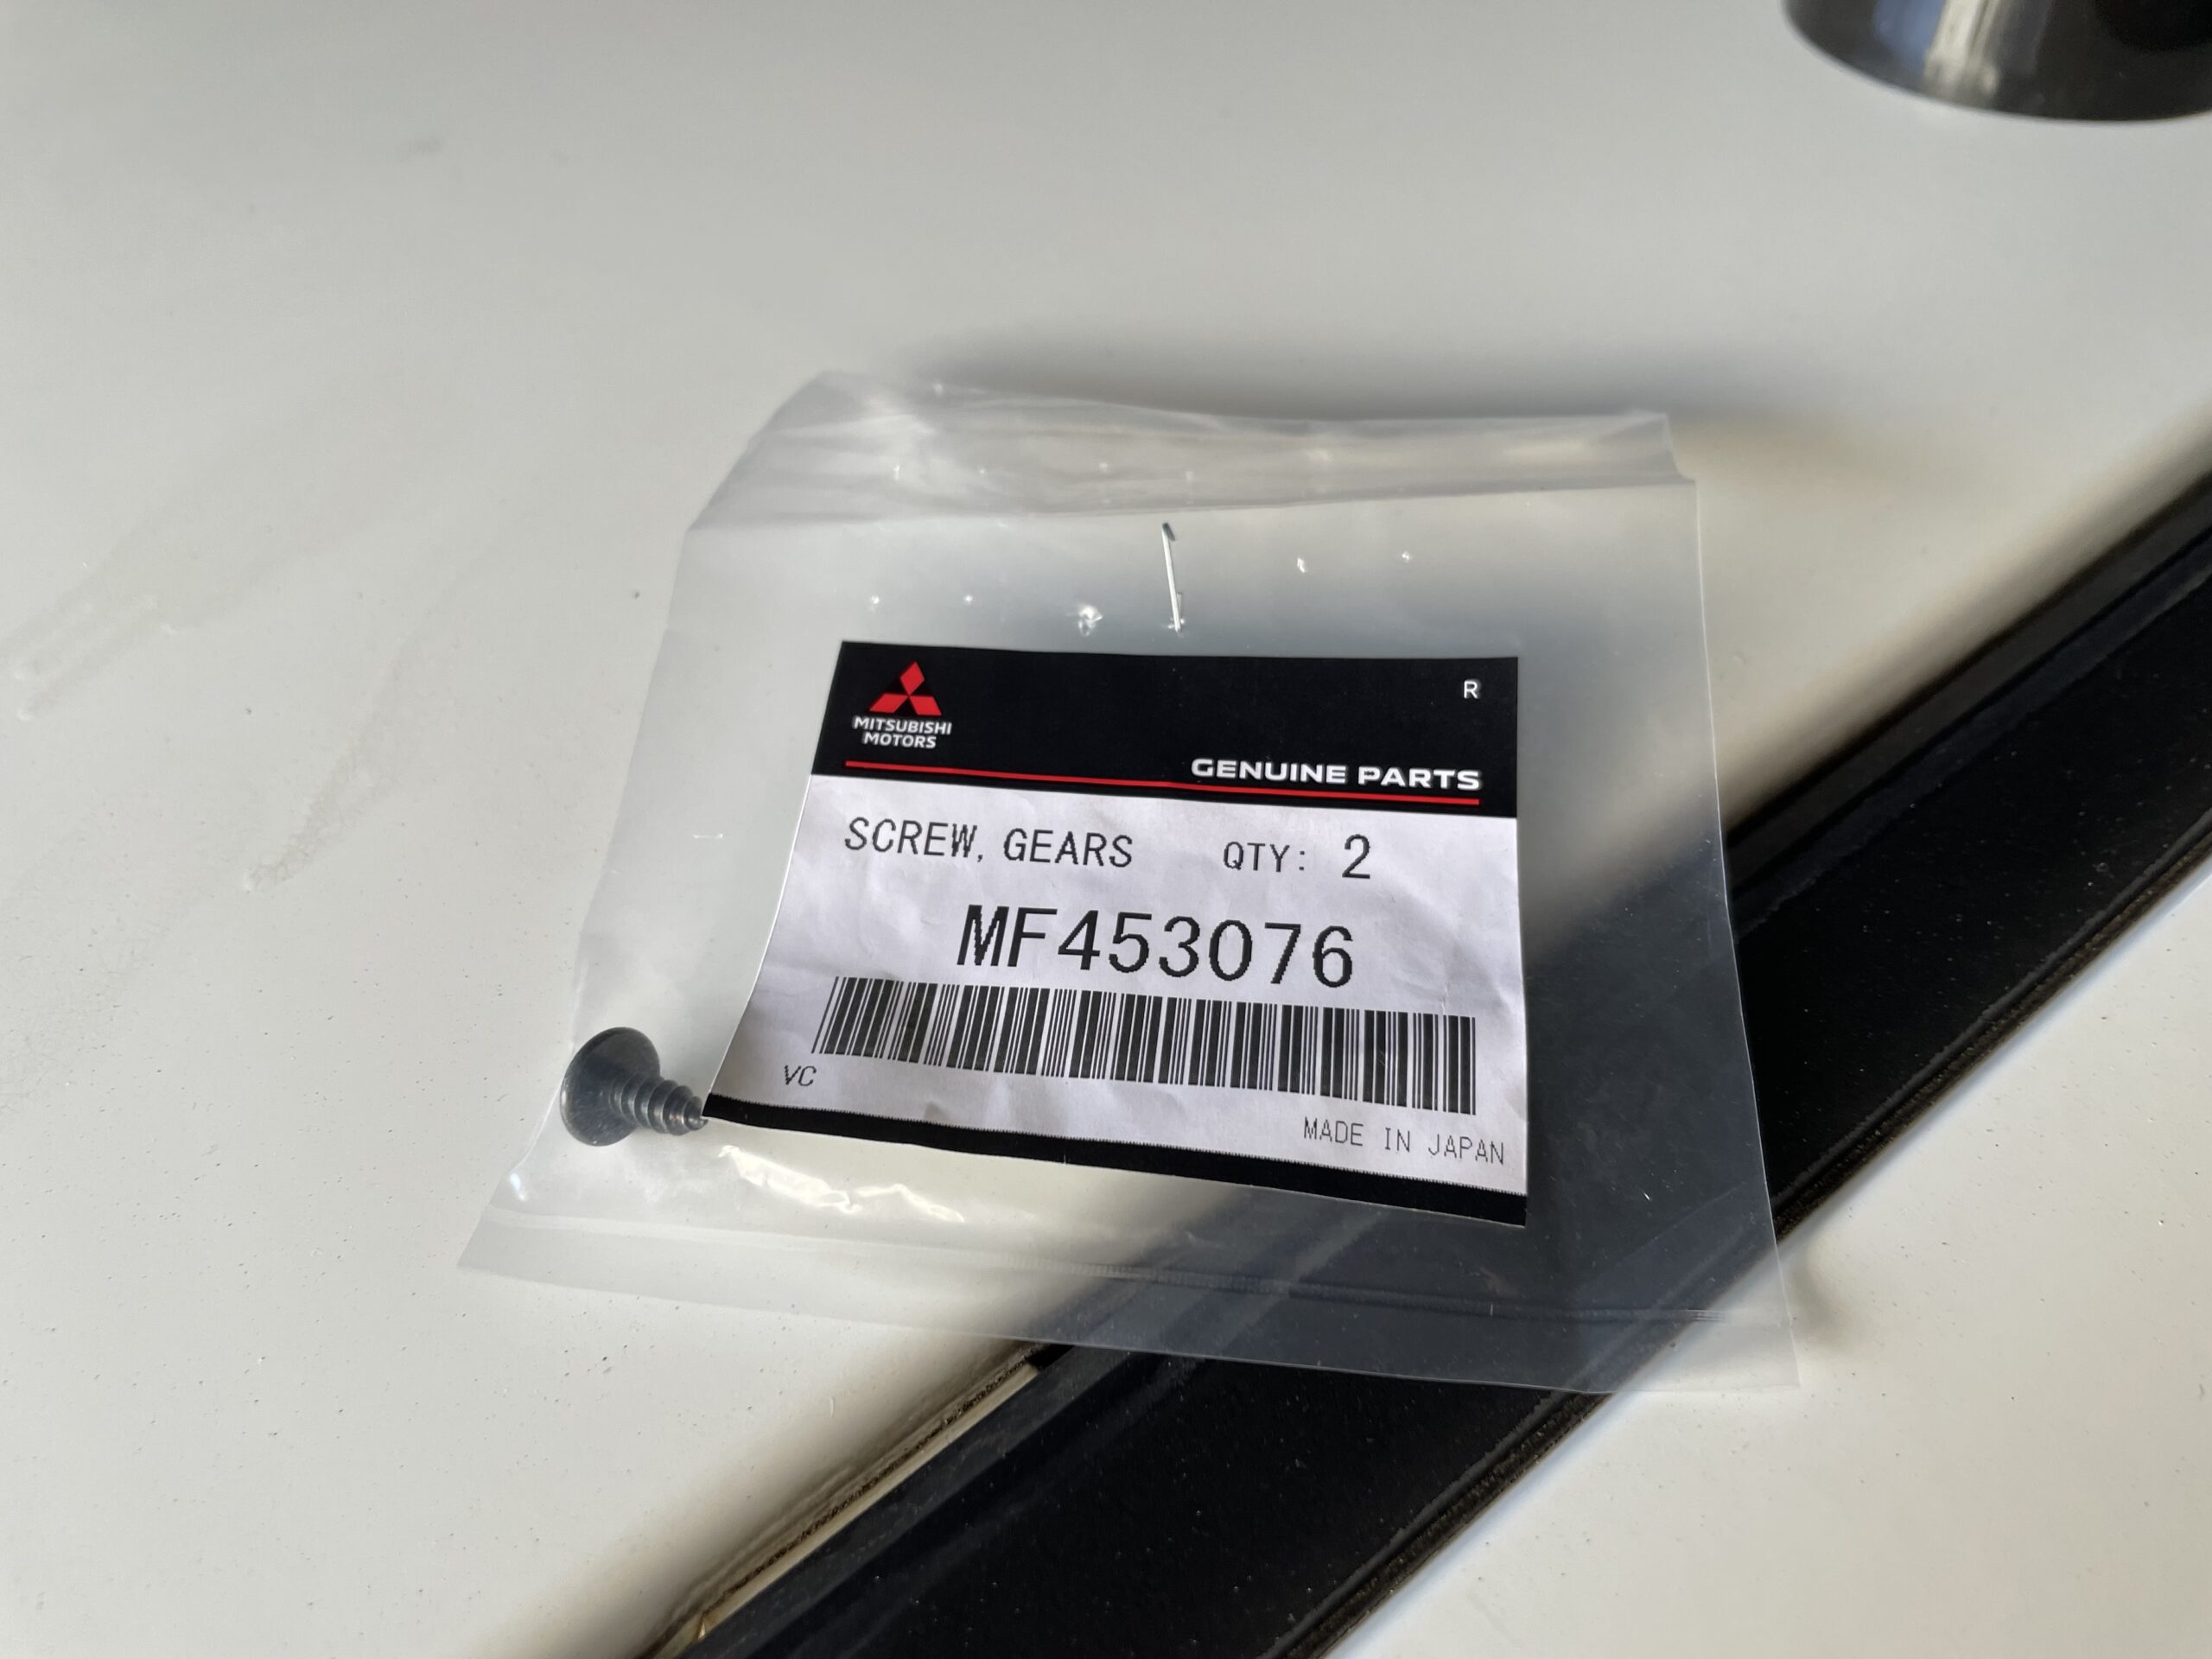 R
MITSUBISHI
MOTORS
GENUINE PARTS
SCREW, GEARS QTY: 2
MF453076
VC
MADE IN JAPAN